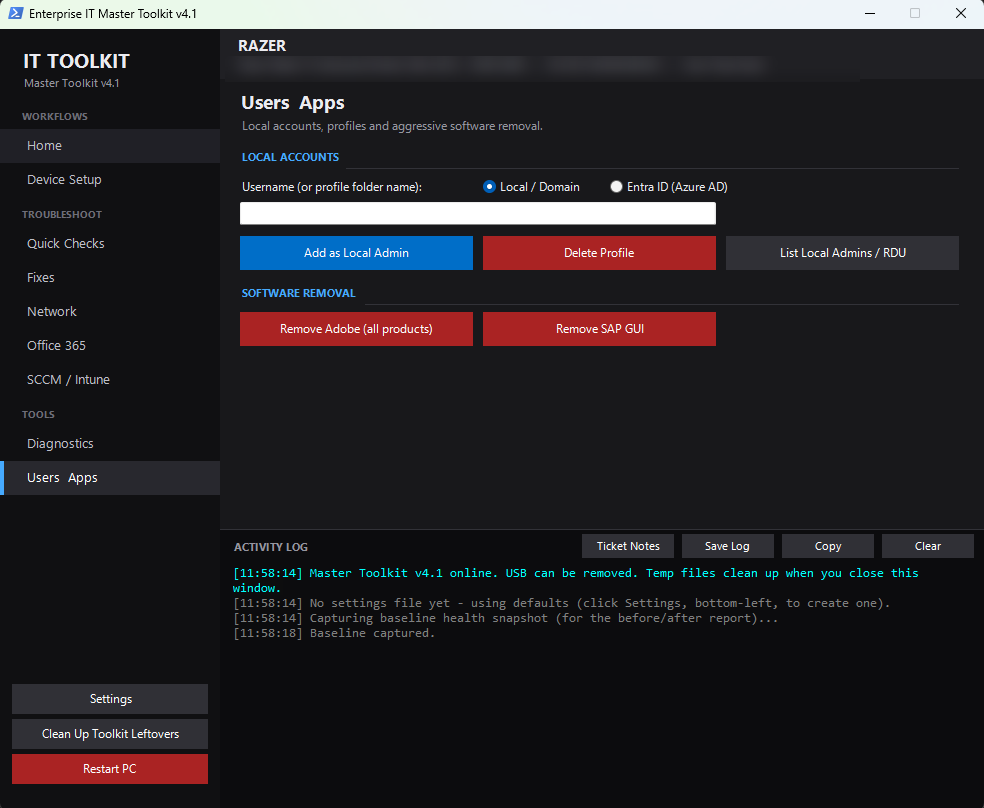 Enterprise IT Master Toolkit v4.1
IT TOOLKIT
Master Toolkit v4.1
WORKFLOWS
Home
Device Setup
TROUBLESHOOT
Quick Checks
Fixes
Network
Office 365
SCCM / Intune
TOOLS
Diagnostics
Users  Apps
Settings
Clean Up Toolkit Leftovers
Restart PC
RAZER
Users  Apps
Local accounts, profiles and aggressive software removal.
LOCAL ACCOUNTS
Username (or profile folder name):
Local / Domain
Entra ID (Azure AD)
Add as Local Admin
Delete Profile
List Local Admins / RDU
SOFTWARE REMOVAL
Remove Adobe (all products)
Remove SAP GUI
ACTIVITY LOG
Ticket Notes
Save Log
Copy
Clear
[11:58:14] Master Toolkit v4.1 online. USB can be removed. Temp files clean up when you close this
window.
[11:58:14] No settings file yet - using defaults (click Settings, bottom-left, to create one).
[11:58:14] Capturing baseline health snapshot (for the before/after report)...
[11:58:18] Baseline captured.